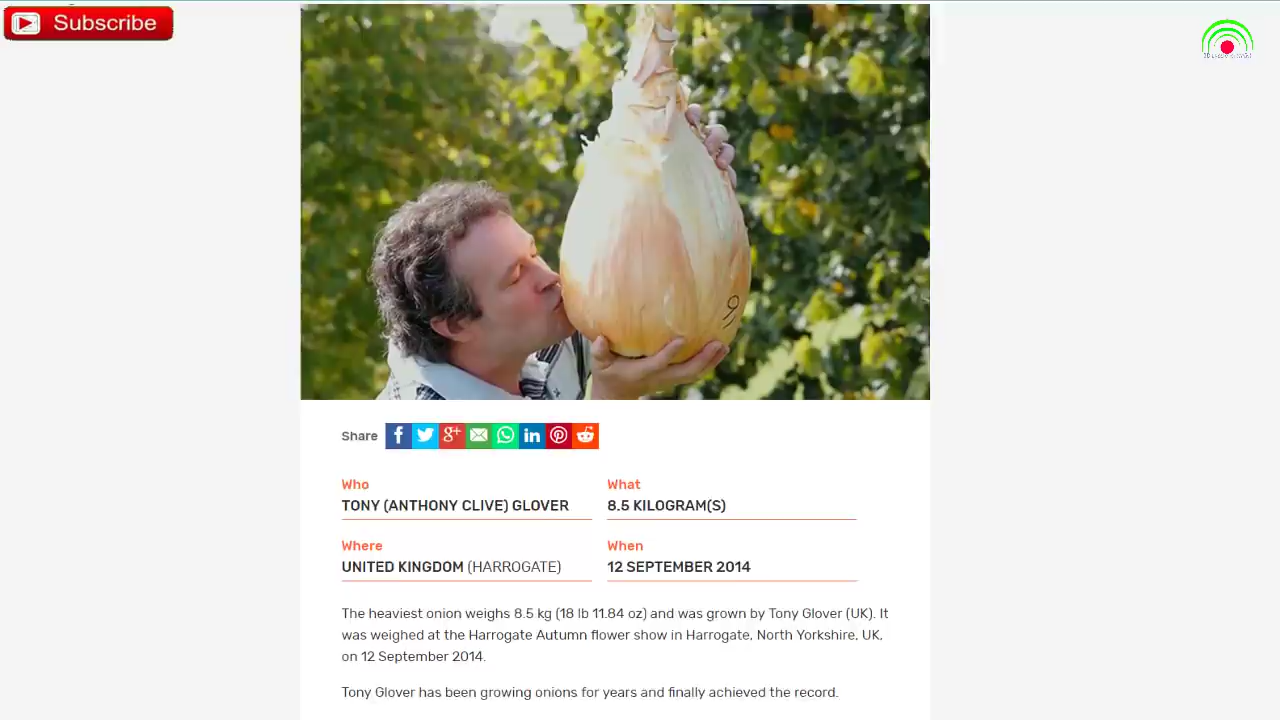 Subscribe
Share
Who
TONY (ANTHONY CLIVE) GLOVER
What
8.5 KILOGRAM(S)
Where
UNITED KINGDOM (HARROGATE)
When
12 SEPTEMBER 2014
The heaviest onion weighs 8.5 kg (18 lb 11.84 oz) and was grown by Tony Glover (UK). It
was weighed at the Harrogate Autumn flower show in Harrogate, North Yorkshire, UK,
on 12 September 2014.
Tony Glover has been growing onions for years and finally achieved the record.